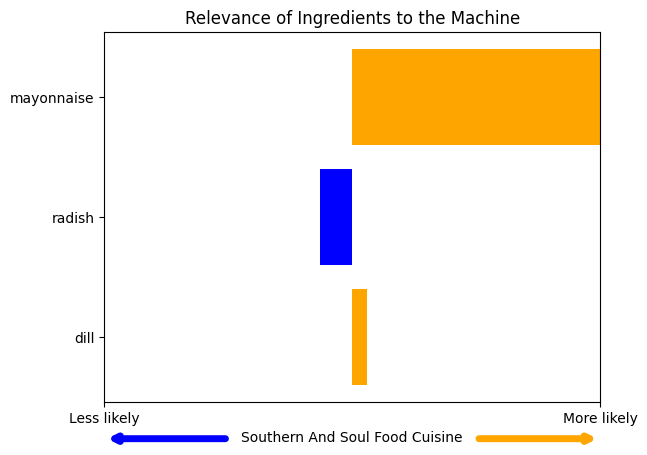 Relevance of Ingredients to the Machine
mayonnaise
radish
dill
Less likely
More likely
Southern And Soul Food Cuisine